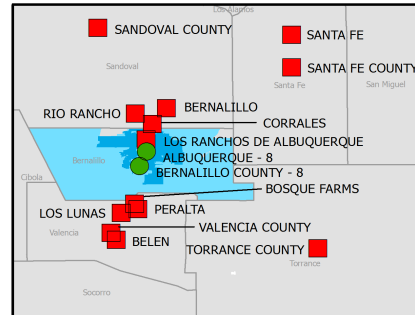 Los Alamos
SANDOVAL COUNTY
SANTA FE
Sandoval
SANTA FE COUNTY
Santa Fe
San Miguel
RIO RANCHO
BERNALILLO
CORRALES
LOS RANCHOS DE ALBUQUERQUE
Bernalillo
ALBUQUERQUE - 8
BERNALILLO COUNTY - 8
Cibola
BOSQUE FARMS
LOS LUNAS
PERALTA
Valencia
VALENCIA COUNTY
BELEN
TORRANCE COUNTY
Torrance
Socorro